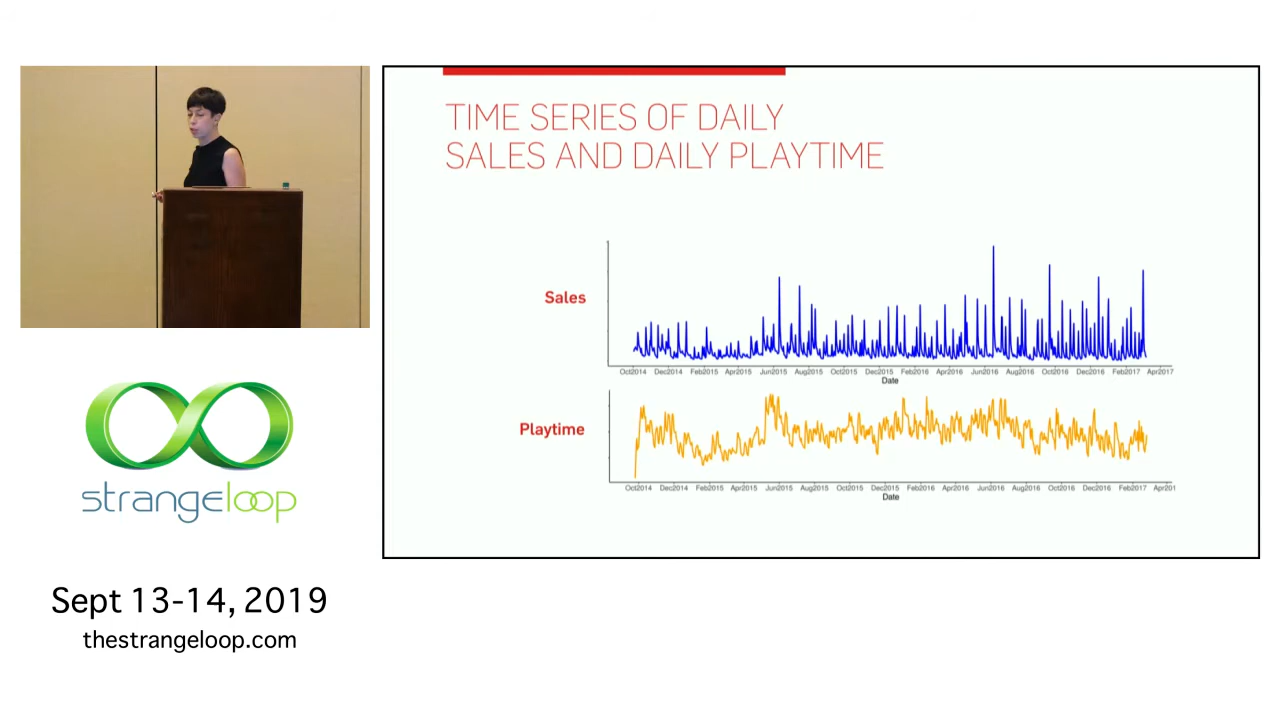 TIME SERIES OF DAILY
SALES AND DAILY PLAYTIME
Sales
Oct2014 Dec2014 Feb2015 Apr2015 Jun2015 Aug2015 Oct2015 Dec2015 Feb2016 Apr2016 Jun2016 Aug2016 Oct2016 Dec2016 Feb2017 Apr2017
Date
Playtime
Oct2014 Dec2014 Feb2015 Apr2015 Jun2015 Aug2015 Oct2015 Dec2015 Feb2016 Apr2016 Jun2016 Aug2016 Oct2016 Dec2016 Feb2017 Apr201
Date
strangeloop
Sept 13-14, 2019
thestrangeloop.com